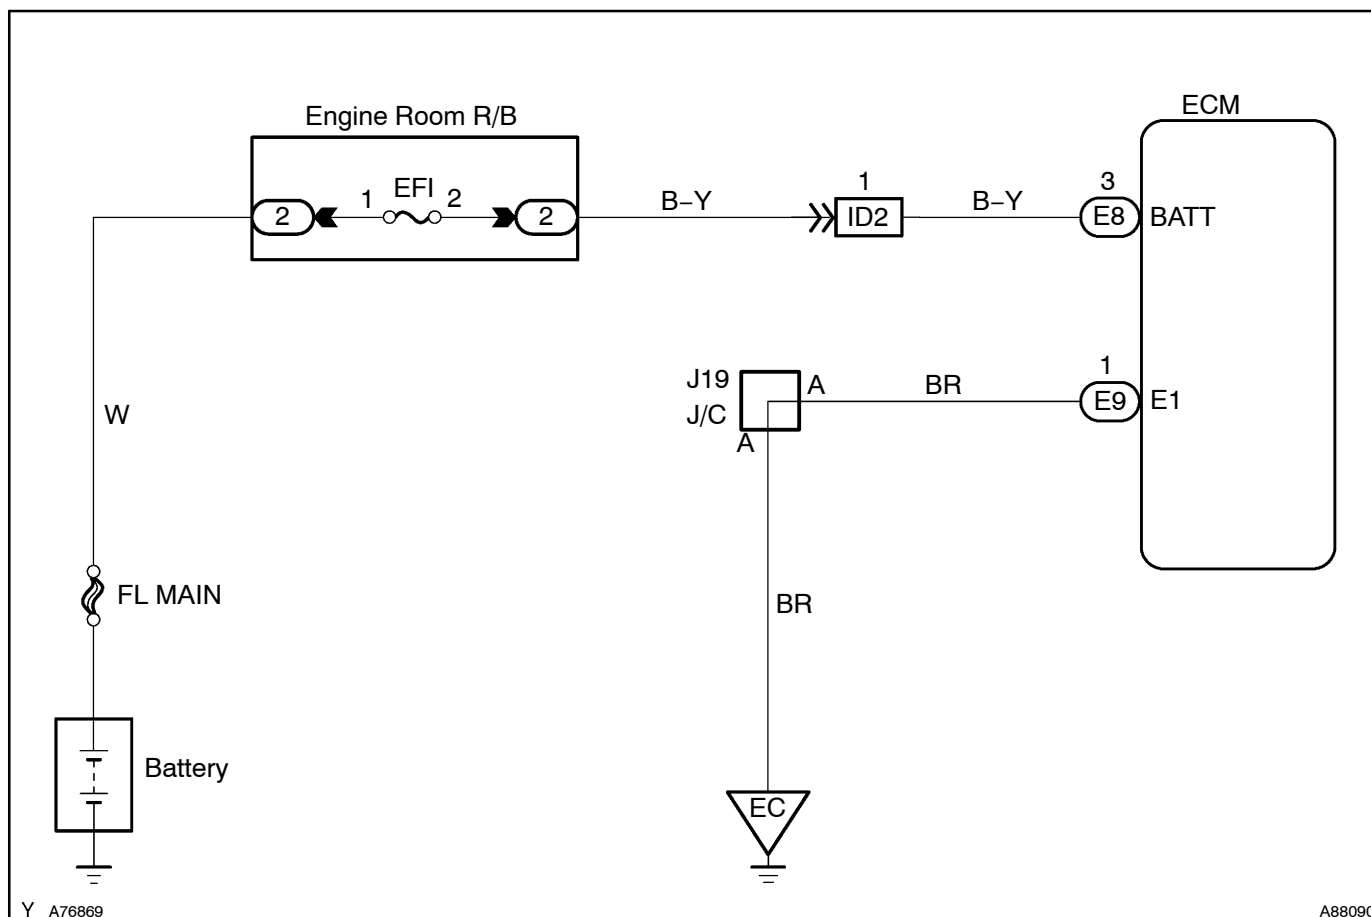 ECM
Engine Room R/B
EFI
1
2
2
2
B–Y
1
ID2
B–Y
3
E8
BATT
J19
J/C
A
A
BR
1
E9
E1
W
FL MAIN
BR
Battery
EC
Y A76869
A88090